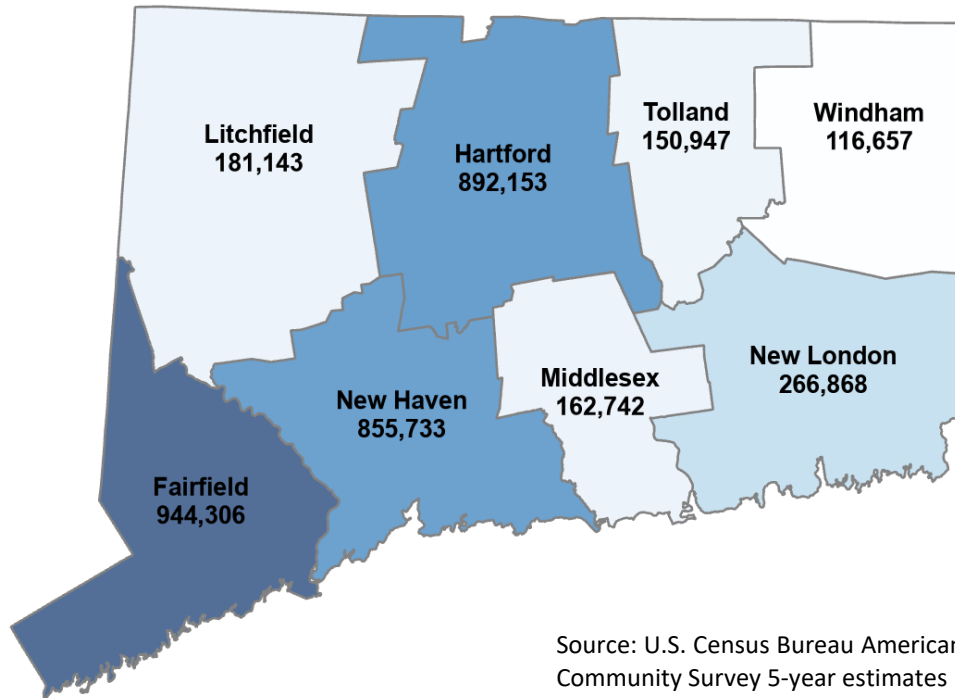 Litchfield
181,143
Hartford
892,153
Tolland
150,947
Windham
116,657
New Haven
855,733
Middlesex
162,742
New London
266,868
Fairfield
944,306
Source: U.S. Census Bureau American
Community Survey 5-year estimates